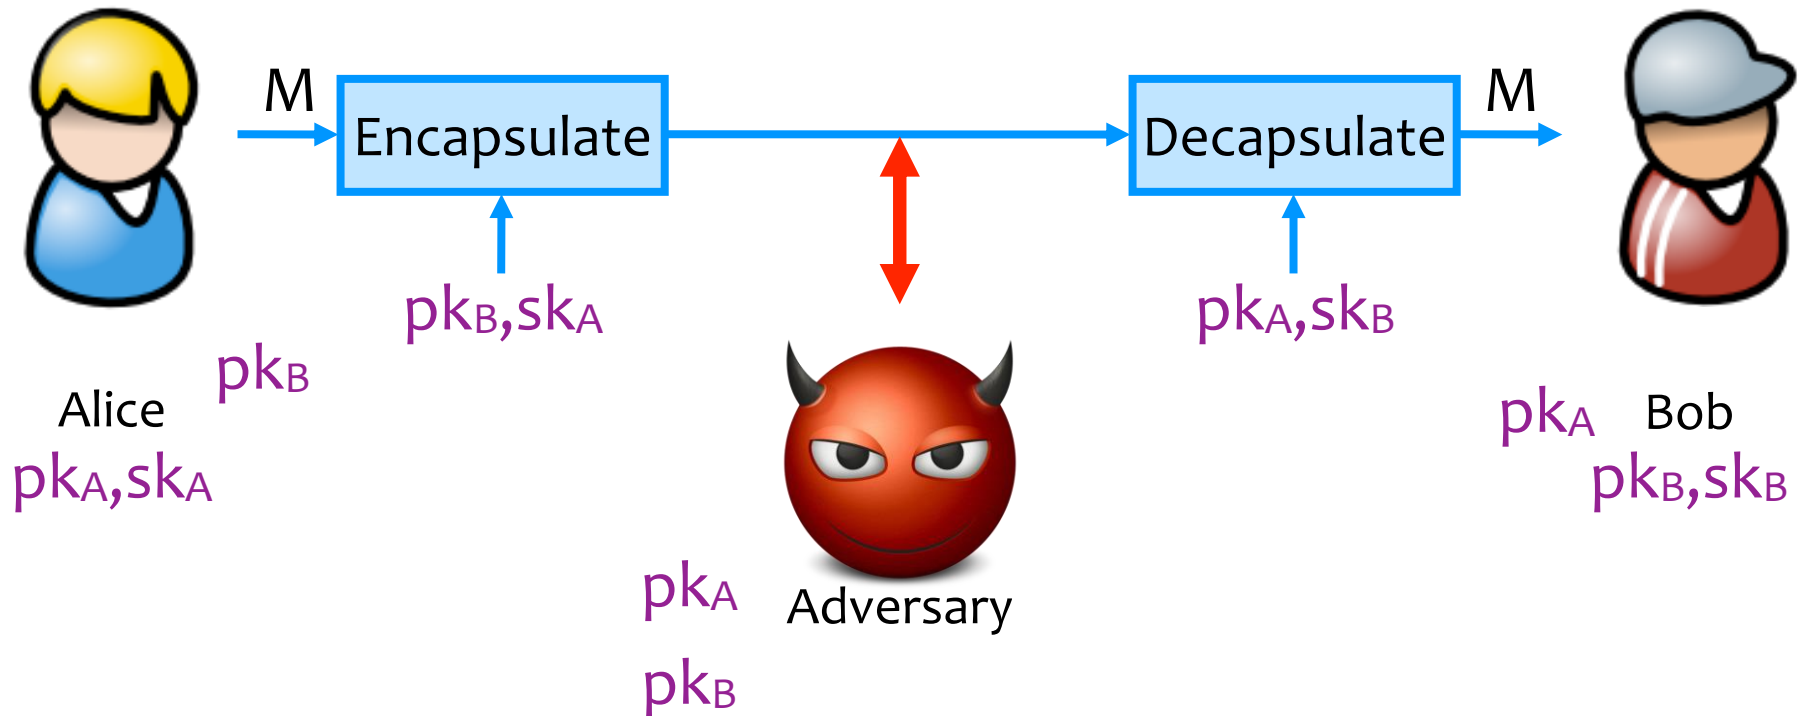 M
Encapsulate
Decapsulate
M
pkB,skA
pkA,skB
pkB
Alice
pkA,skA
pkA
Bob
pkB,skB
pkA
Adversary
pkB